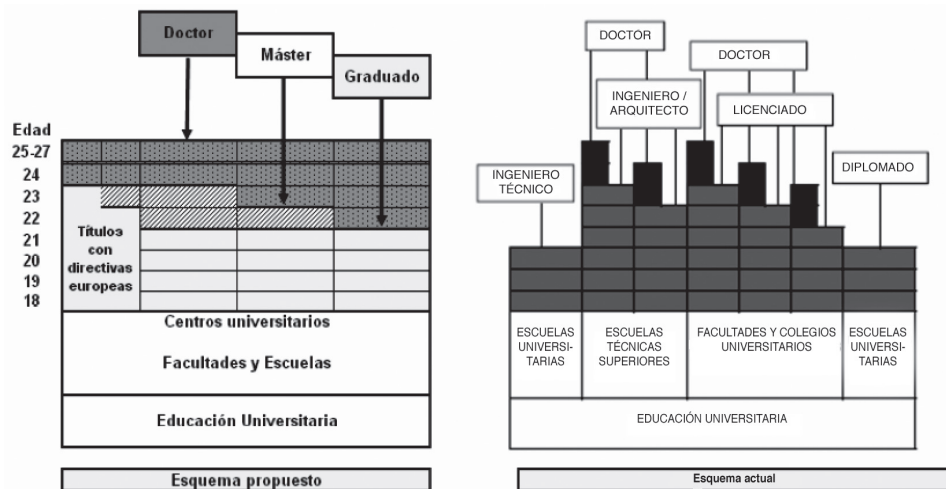 Doctor
Máster
Graduado
Edad
25-27
24
23
22
21
20
19
18
Títulos
con
directivas
europeas
Centros universitarios
Facultades y Escuelas
Educación Universitaria
Esquema propuesto
DOCTOR
DOCTOR
INGENIERO /
ARQUITECTO
LICENCIADO
INGENIERO
TÉCNICO
DIPLOMADO
ESCUELAS
UNIVERSI-
TARIAS
ESCUELAS
TÉCNICAS
SUPERIORES
FACULTADES Y COLEGIOS
UNIVERSITARIOS
ESCUELAS
UNIVERSI-
TARIAS
EDUCACIÓN UNIVERSITARIA
Esquema actual